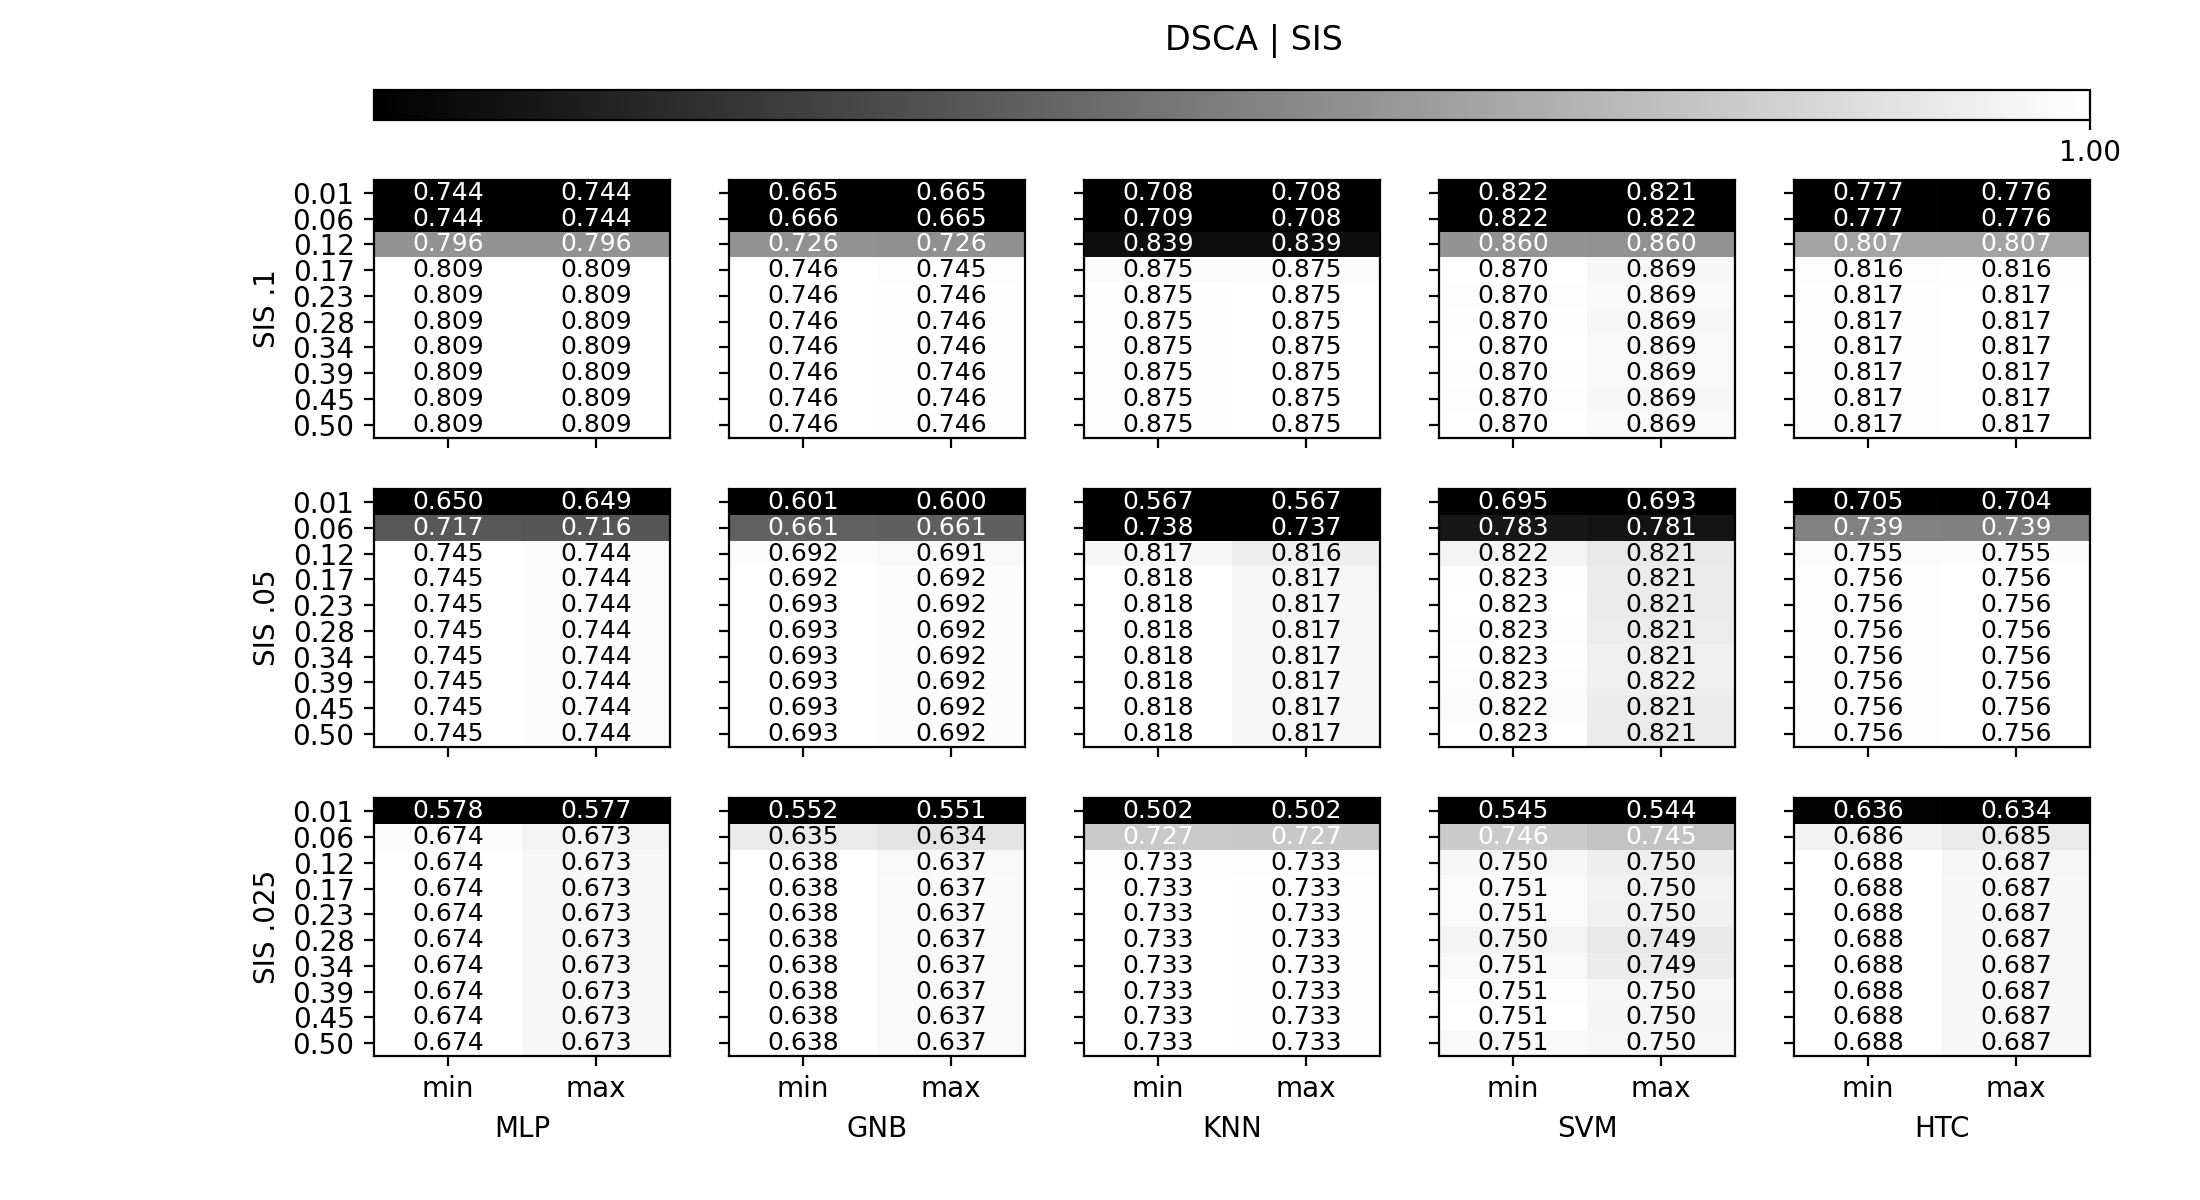 DSCA | SIS
1.00
SIS .1
0.01 0.744 0.744 0.665 0.665 0.708 0.708 0.822 0.821 0.777 0.776
0.06 0.744 0.744 0.666 0.665 0.709 0.708 0.822 0.822 0.777 0.776
0.12 0.796 0.796 0.726 0.726 0.839 0.839 0.860 0.860 0.807 0.807
0.17 0.809 0.809 0.746 0.745 0.875 0.875 0.870 0.869 0.816 0.816
0.23 0.809 0.809 0.746 0.746 0.875 0.875 0.870 0.869 0.817 0.817
0.28 0.809 0.809 0.746 0.746 0.875 0.875 0.870 0.869 0.817 0.817
0.34 0.809 0.809 0.746 0.746 0.875 0.875 0.870 0.869 0.817 0.817
0.39 0.809 0.809 0.746 0.746 0.875 0.875 0.870 0.869 0.817 0.817
0.45 0.809 0.809 0.746 0.746 0.875 0.875 0.870 0.869 0.817 0.817
0.50 0.809 0.809 0.746 0.746 0.875 0.875 0.870 0.869 0.817 0.817
SIS .05
0.01 0.650 0.649 0.601 0.600 0.567 0.567 0.695 0.693 0.705 0.704
0.06 0.717 0.716 0.661 0.661 0.738 0.737 0.783 0.781 0.739 0.739
0.12 0.745 0.744 0.692 0.691 0.817 0.816 0.822 0.821 0.755 0.755
0.17 0.745 0.744 0.692 0.692 0.818 0.817 0.823 0.821 0.756 0.756
0.23 0.745 0.744 0.693 0.692 0.818 0.817 0.823 0.821 0.756 0.756
0.28 0.745 0.744 0.693 0.692 0.818 0.817 0.823 0.821 0.756 0.756
0.34 0.745 0.744 0.693 0.692 0.818 0.817 0.823 0.821 0.756 0.756
0.39 0.745 0.744 0.693 0.692 0.818 0.817 0.823 0.822 0.756 0.756
0.45 0.745 0.744 0.693 0.692 0.818 0.817 0.822 0.821 0.756 0.756
0.50 0.745 0.744 0.693 0.692 0.818 0.817 0.823 0.821 0.756 0.756
SIS .025
0.01 0.578 0.577 0.552 0.551 0.502 0.502 0.545 0.544 0.636 0.634
0.06 0.674 0.673 0.635 0.634 0.727 0.727 0.746 0.745 0.686 0.685
0.12 0.674 0.673 0.638 0.637 0.733 0.733 0.750 0.750 0.688 0.687
0.17 0.674 0.673 0.638 0.637 0.733 0.733 0.751 0.750 0.688 0.687
0.23 0.674 0.673 0.638 0.637 0.733 0.733 0.751 0.750 0.688 0.687
0.28 0.674 0.673 0.638 0.637 0.733 0.733 0.750 0.749 0.688 0.687
0.34 0.674 0.673 0.638 0.637 0.733 0.733 0.751 0.749 0.688 0.687
0.39 0.674 0.673 0.638 0.637 0.733 0.733 0.751 0.750 0.688 0.687
0.45 0.674 0.673 0.638 0.637 0.733 0.733 0.751 0.750 0.688 0.687
0.50 0.674 0.673 0.638 0.637 0.733 0.733 0.751 0.750 0.688 0.687
min max min max min max min max min max
MLP GNB KNN SVM HTC